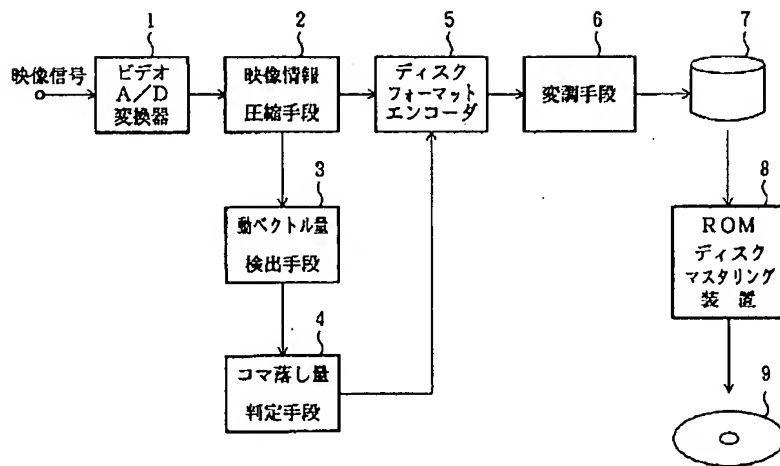 1
2
5
6
7
映像信号
ビデオ
A/D
変換器
映像情報
圧縮手段
ディスク
フォーマット
エンコーダ
変調手段
3
動ベクトル量
検出手段
8
ROM
ディスク
マスタリング
装 置
4
コマ落し量
判定手段
9